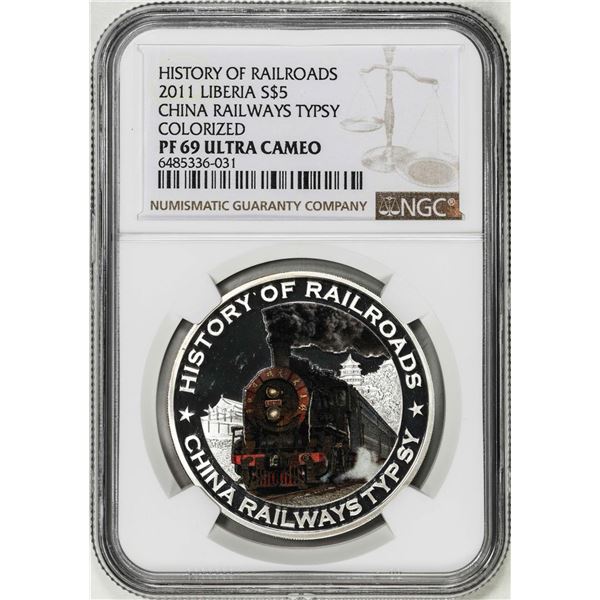 HISTORY OF RAILROADS
2011 LIBERIA S$5
CHINA RAILWAYS TYPSY
COLORIZED
PF 69 ULTRA CAMEO
6485336-031
NUMISMATIC GUARANTY COMPANY NGC®
HISTORY OF RAILROADS
★ ★
CHINA RAILWAYS TYP SY